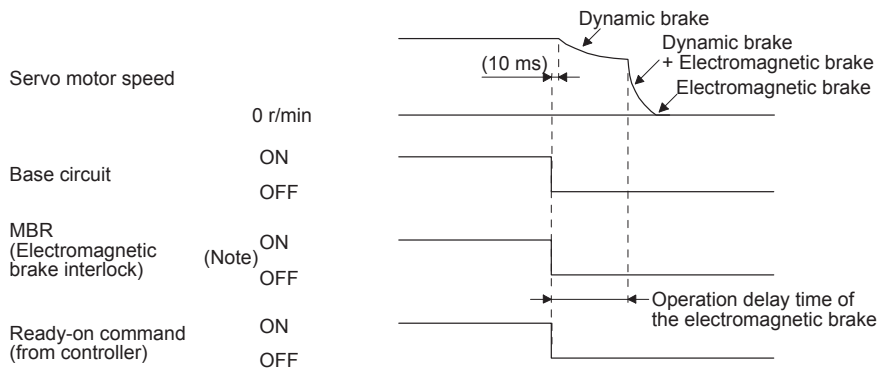 Dynamic brake
Dynamic brake
+ Electromagnetic brake
Electromagnetic brake
(10 ms)
Servo motor speed
0 r/min
Base circuit
ON
OFF
MBR
(Electromagnetic
brake interlock)
(Note)
ON
OFF
Operation delay time of
the electromagnetic brake
Ready-on command
(from controller)
ON
OFF